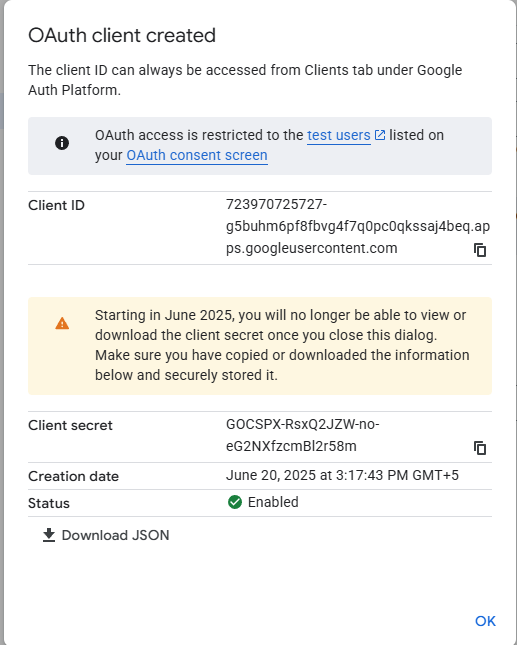 OAuth client created
The client ID can always be accessed from Clients tab under Google
Auth Platform.
OAuth access is restricted to the test users listed on
your OAuth consent screen
Client ID
723970725727-
g5buhm6pf8fbvg4f7q0pc0qkssaj4beq.ap
ps.googleusercontent.com
Starting in June 2025, you will no longer be able to view or
download the client secret once you close this dialog.
Make sure you have copied or downloaded the information
below and securely stored it.
Client secret
GOCSPX-RsxQ2JZW-no-
eG2NXfzcmBl2r58m
Creation date
June 20, 2025 at 3:17:43 PM GMT+5
Status
Enabled
Download JSON
OK